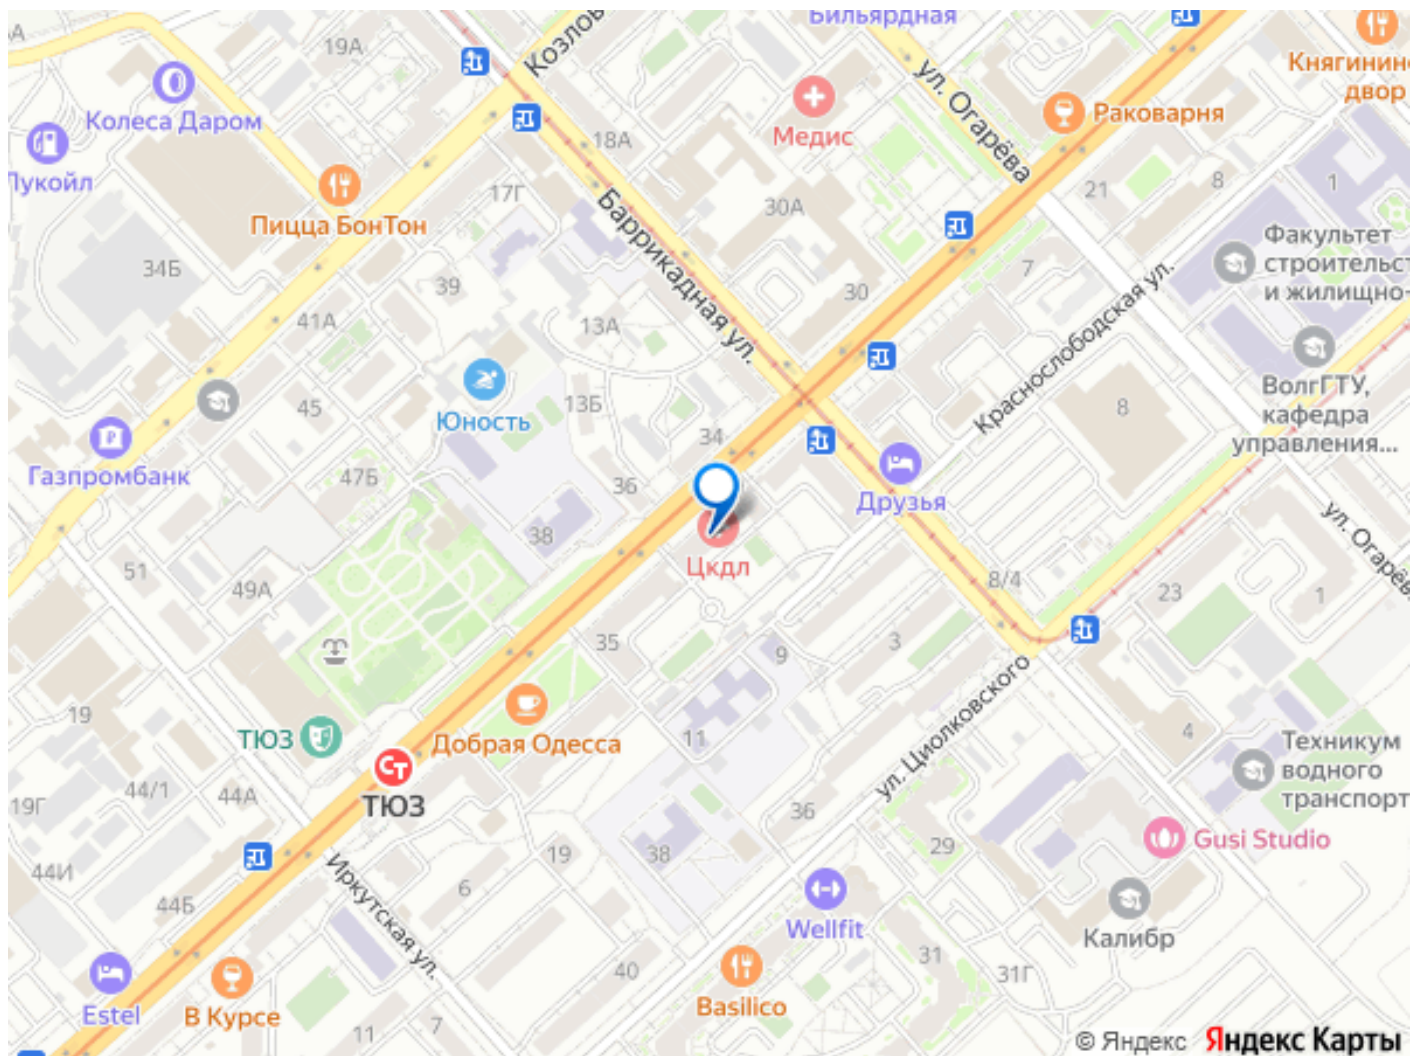 Бильярдная
Козлов
19А
Колеса Даром
Лукойл
Пицца БонТон
18А
17Г
Медис
ул. Огарёва
Раковарня
Княгинин
двор
30А
21
8
1
Факультет
строительст
и жилищно-
34Б
39
41А
Баррикадная ул.
30
7
Краснослободская ул.
13А
13Б
45
Юность
34
8
ВолгГТУ,
кафедра
управления...
Газпромбанк
47Б
36
38
Друзья
ул. Огарёв
51
49А
Цкдл
8/4
23
1
35
9
3
19
ТЮЗ
Добрая Одесса
11
ул. Циолковского
4
Техникум
водного
транспорт
СТ
ТЮЗ
19Г
44/1
44А
36
Gusi Studio
44И
19
38
29
44Б
6
Иркутская ул.
Wellfit
Калибр
40
31
31Г
Estel
В Курсе
Basilico
11
7
© Яндекс Яндекс Карты